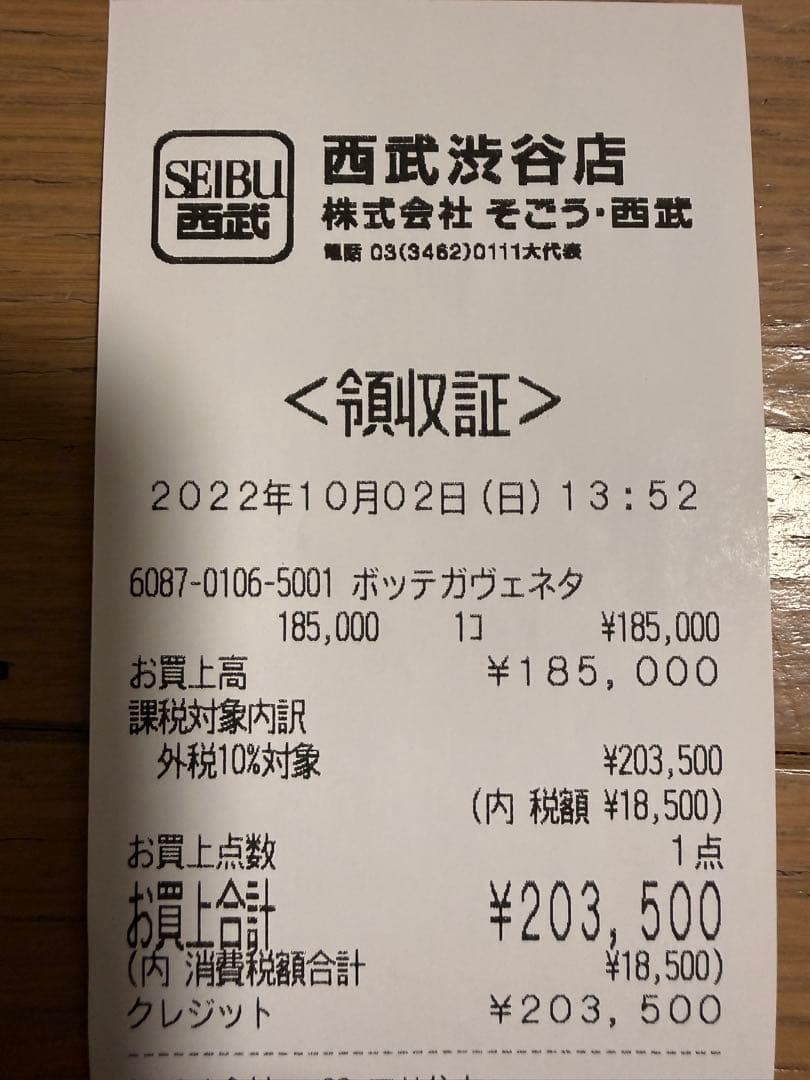 SEIBU
西武
西武渋谷店
株式会社 そごう・西武
電話 03(3462)0111大代表
<領収証>
2022年10月02日(日)13:52
6087-0106-5001 ボッテガヴェネタ
185,000 1コ ¥185,000
お買上高 ¥185,000
課税対象内訳
外税10%対象 ¥203,500
(内 税額 ¥18,500)
お買上点数 1点
お買上合計 ¥203,500
(内 消費税額合計 ¥18,500)
クレジット ¥203,500